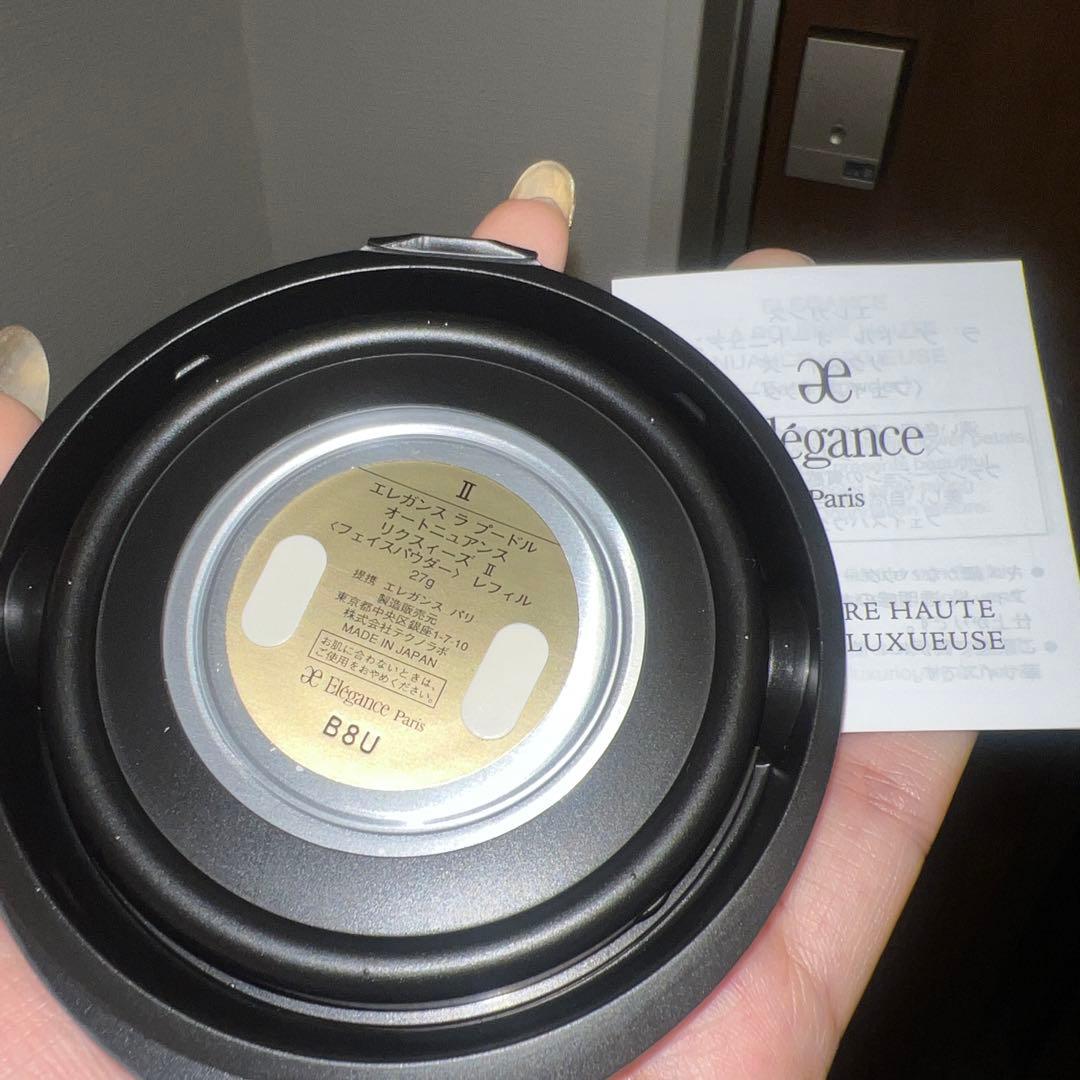 II
エレガンス ラ プードル
オートニュアンス
リクスィーズ II
〈フェイスパウダー〉 レフィル
27g
提携 エレガンス パリ
製造販売元
東京都中央区銀座1-7-10
株式会社テクノラボ
MADE IN JAPAN
お肌に合わないときは、
ご使用をおやめください。
æ Elégance Paris
B8U
æ
légance
Paris
RE HAUTE
LUXUEUSE